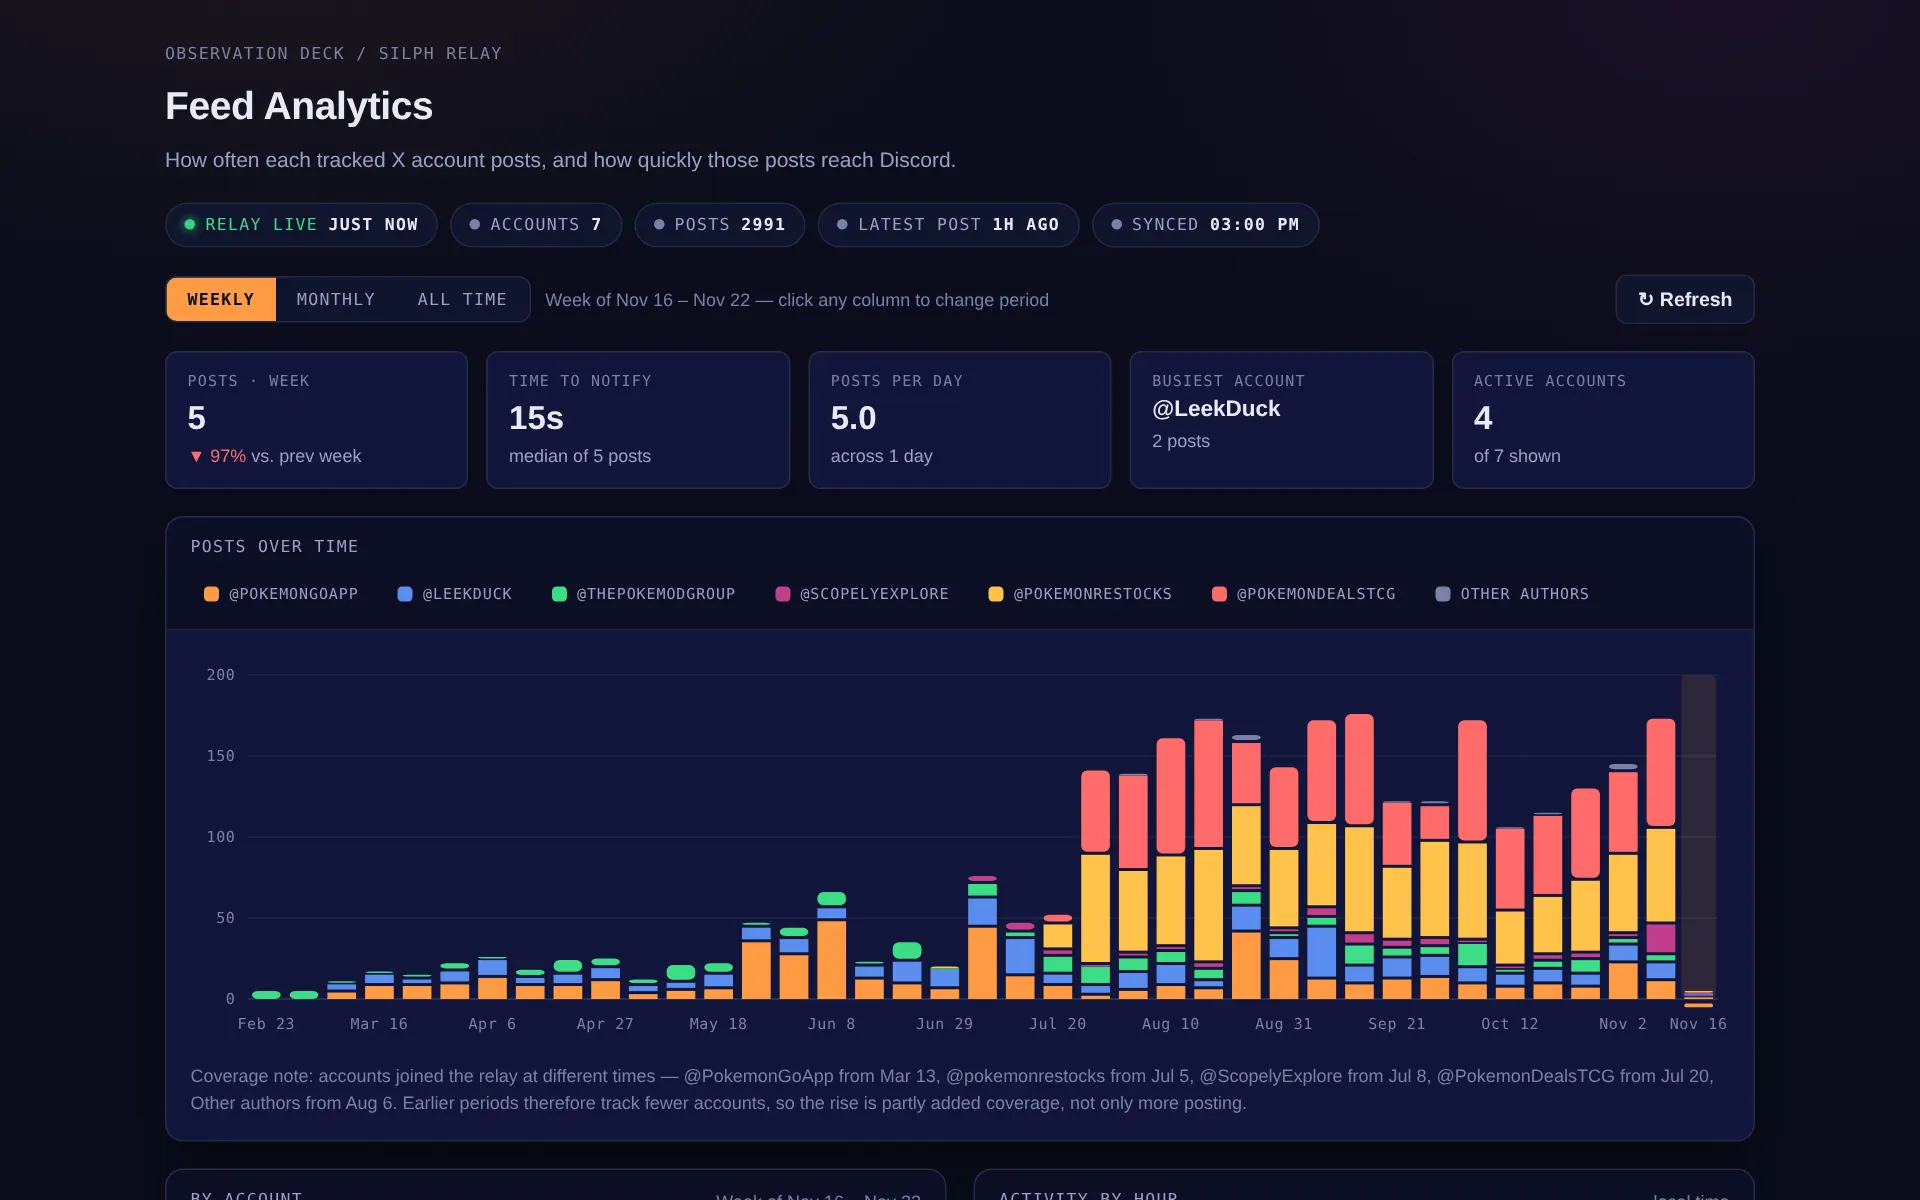 OBSERVATION DECK / SILPH RELAY
Feed Analytics
How often each tracked X account posts, and how quickly those posts reach Discord.
RELAY LIVE JUST NOW
ACCOUNTS 7
POSTS 2991
LATEST POST 1H AGO
SYNCED 03:00 PM
WEEKLY
MONTHLY
ALL TIME
Week of Nov 16 – Nov 22 — click any column to change period
↻ Refresh
POSTS · WEEK
5
▼ 97% vs. prev week
TIME TO NOTIFY
15s
median of 5 posts
POSTS PER DAY
5.0
across 1 day
BUSIEST ACCOUNT
@LeekDuck
2 posts
ACTIVE ACCOUNTS
4
of 7 shown
POSTS OVER TIME
@POKEMONGOAPP
@LEEKDUCK
@THEPOKEMODGROUP
@SCOPELYEXPLORE
@POKEMONRESTOCKS
@POKEMONDEALSTCG
OTHER AUTHORS
200
150
100
50
0
Feb 23
Mar 16
Apr 6
Apr 27
May 18
Jun 8
Jun 29
Jul 20
Aug 10
Aug 31
Sep 21
Oct 12
Nov 2
Nov 16
Coverage note: accounts joined the relay at different times — @PokemonGoApp from Mar 13, @pokemonrestocks from Jul 5, @ScopelyExplore from Jul 8, @PokemonDealsTCG from Jul 20,
Other authors from Aug 6. Earlier periods therefore track fewer accounts, so the rise is partly added coverage, not only more posting.
BY ACCOUNT
Week of Nov 16 – Nov 22
ACTIVITY BY HOUR
local time